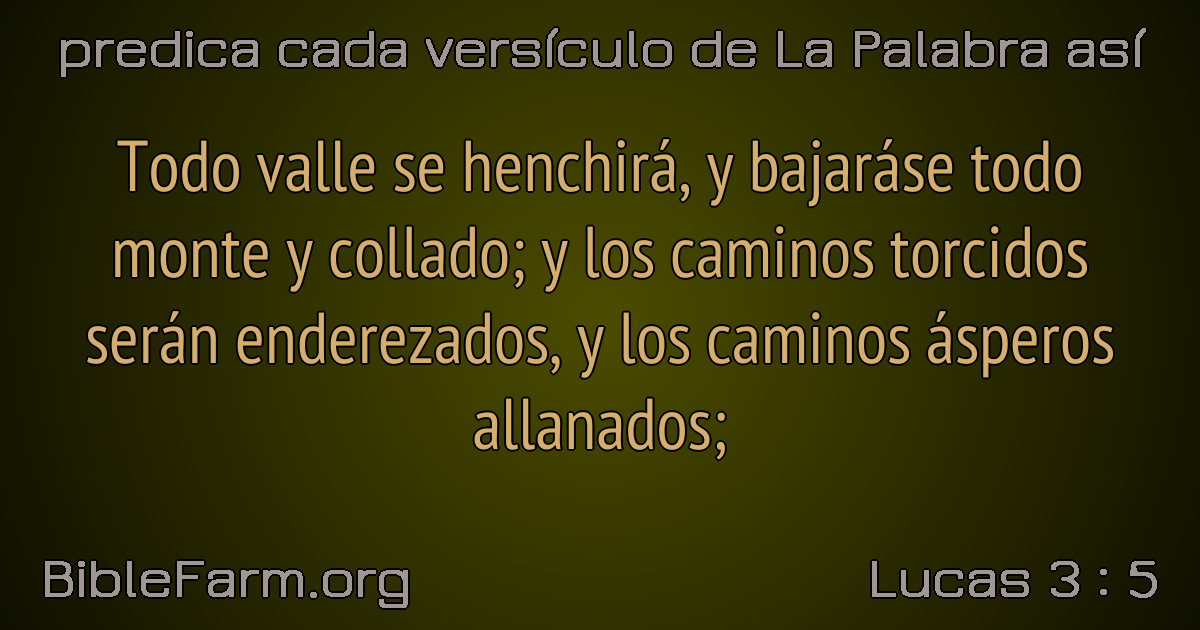 predica cada versículo de La Palabra así
Todo valle se henchirá, y bajaráse todo
monte y collado; y los caminos torcidos
serán enderezados, y los caminos ásperos
allanados;
BibleFarm.org
Lucas 3 : 5